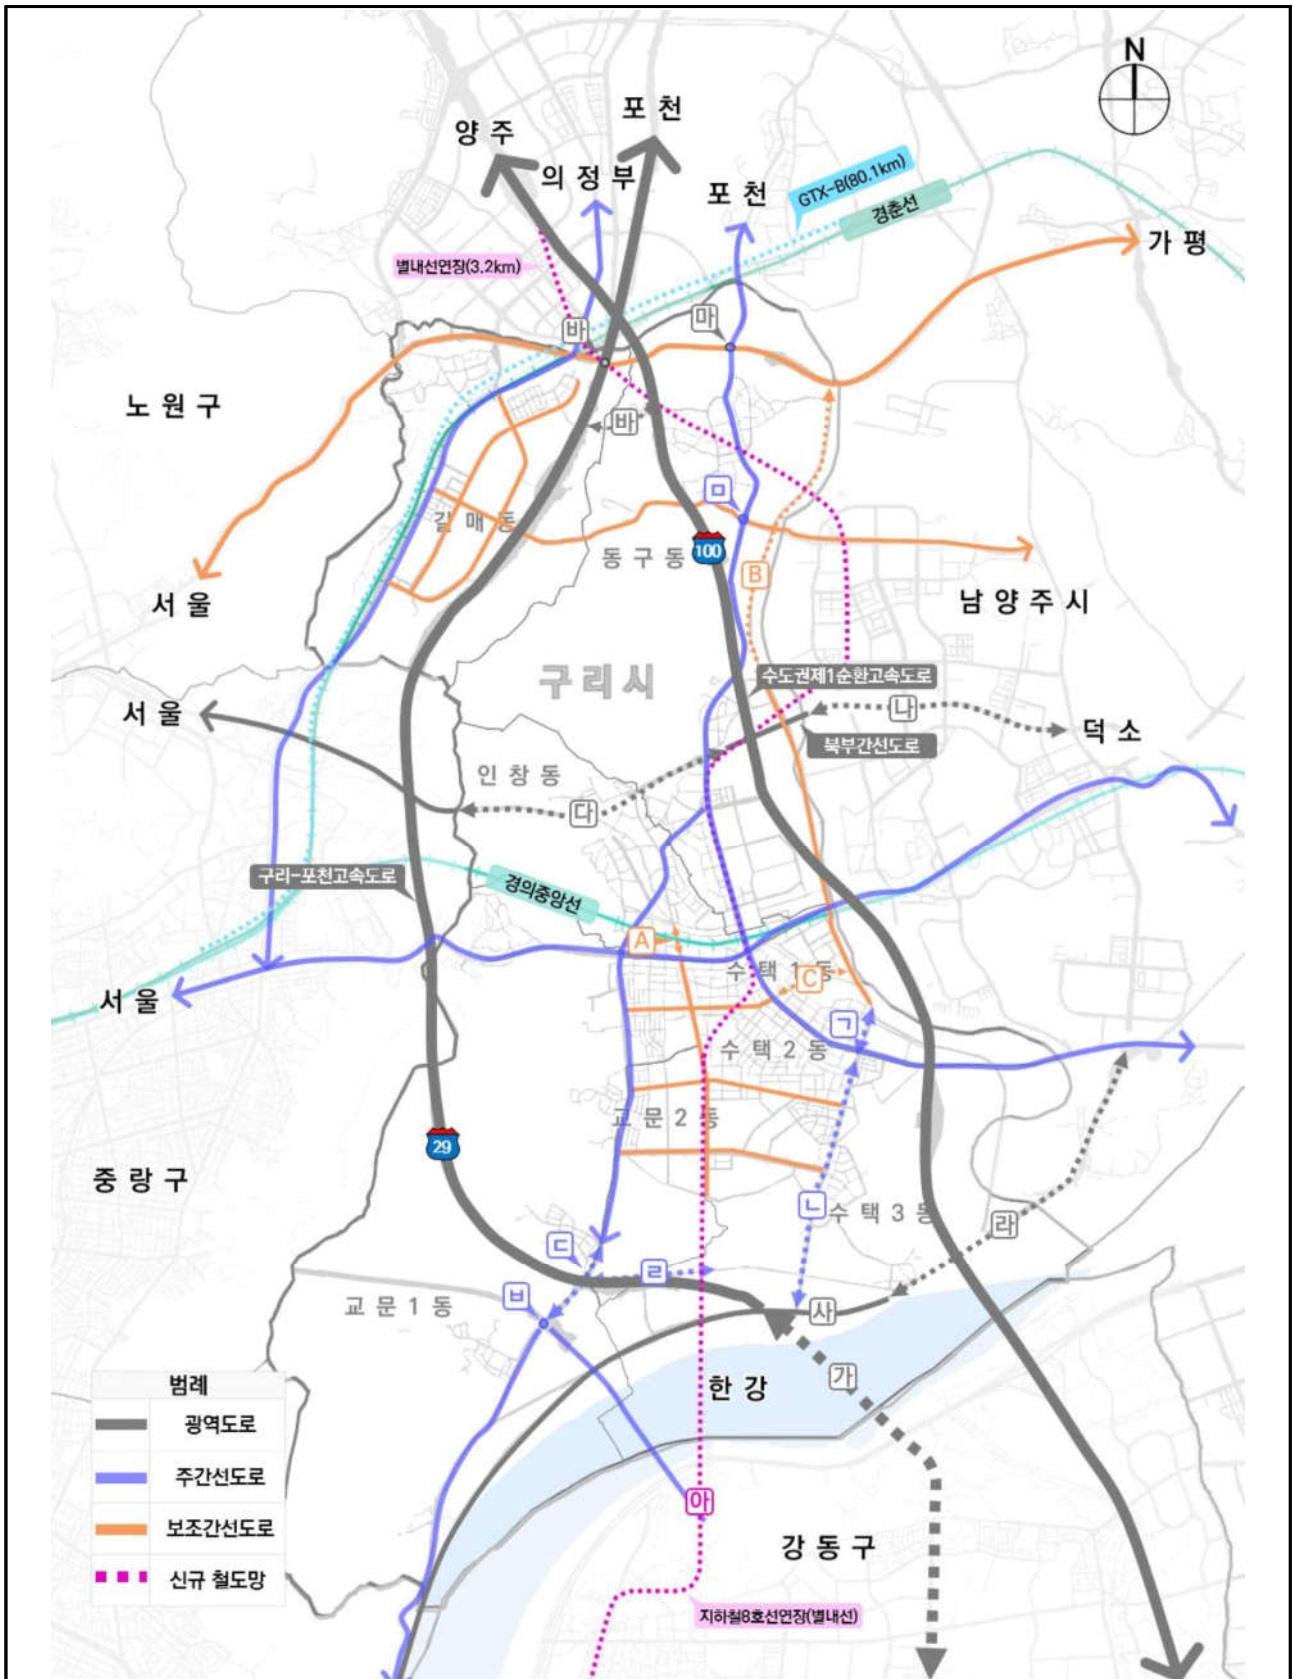 N
포천
양주
의정부
포천
GTX-B(80.1km)
경춘선
가평
별내선연장(3.2km)
바
마
노원구
바
ㅁ
갈매동
100
동구동
B
서울
남양주시
구리시
수도권제1순환고속도로
나
서울
덕소
북부간선도로
인창동
다
구리-포천고속도로
경의중앙선
A
수택1동
C
서울
ㄱ
수택2동
교문2동
29
중랑구
ㄴ
수택3동
라
ㄷ
ㄹ
ㅂ
교문1동
사
가
한강
범례
광역도로
주간선도로
보조간선도로
신규 철도망
아
강동구
지하철8호선연장(별내선)